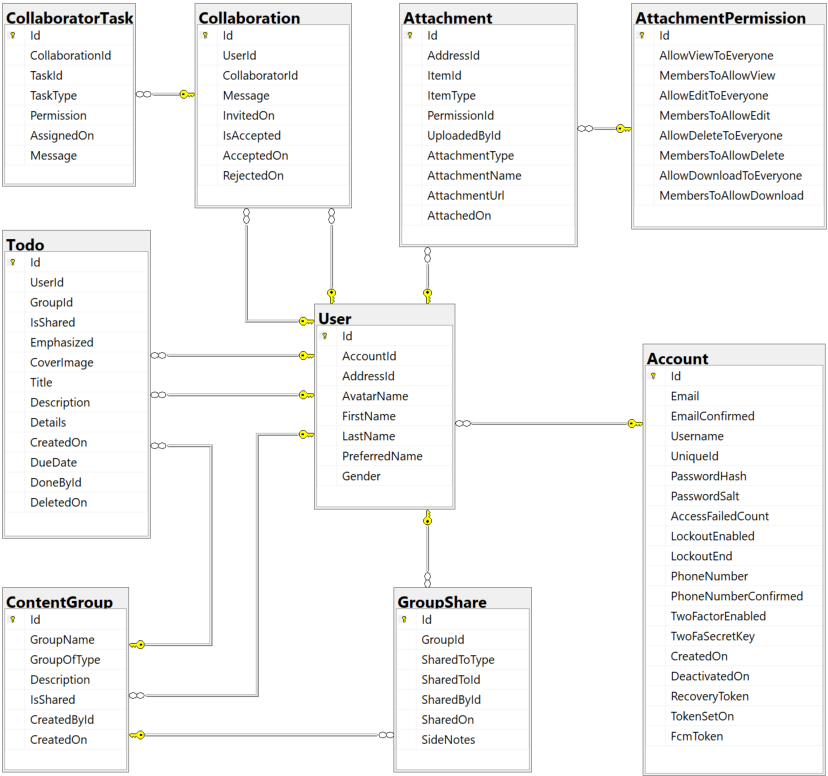 CollaboratorTask
Id
CollaborationId
TaskId
TaskType
Permission
AssignedOn
Message
Collaboration
Id
UserId
CollaboratorId
Message
InvitedOn
IsAccepted
AcceptedOn
RejectedOn
Attachment
Id
AddressId
ItemId
ItemType
PermissionId
UploadedById
AttachmentType
AttachmentName
AttachmentUrl
AttachedOn
AttachmentPermission
Id
AllowViewToEveryone
MembersToAllowView
AllowEditToEveryone
MembersToAllowEdit
AllowDeleteToEveryone
MembersToAllowDelete
AllowDownloadToEveryone
MembersToAllowDownload
Todo
Id
UserId
GroupId
IsShared
Emphasized
CoverImage
Title
Description
Details
CreatedOn
DueDate
DoneById
DeletedOn
User
Id
AccountId
AddressId
AvatarName
FirstName
LastName
PreferredName
Gender
Account
Id
Email
EmailConfirmed
Username
UniqueId
PasswordHash
PasswordSalt
AccessFailedCount
LockoutEnabled
LockoutEnd
PhoneNumber
PhoneNumberConfirmed
TwoFactorEnabled
TwoFaSecretKey
CreatedOn
DeactivatedOn
RecoveryToken
TokenSetOn
FcmToken
ContentGroup
Id
GroupName
GroupOfType
Description
IsShared
CreatedById
CreatedOn
GroupShare
Id
GroupId
SharedToType
SharedToId
SharedById
SharedOn
SideNotes